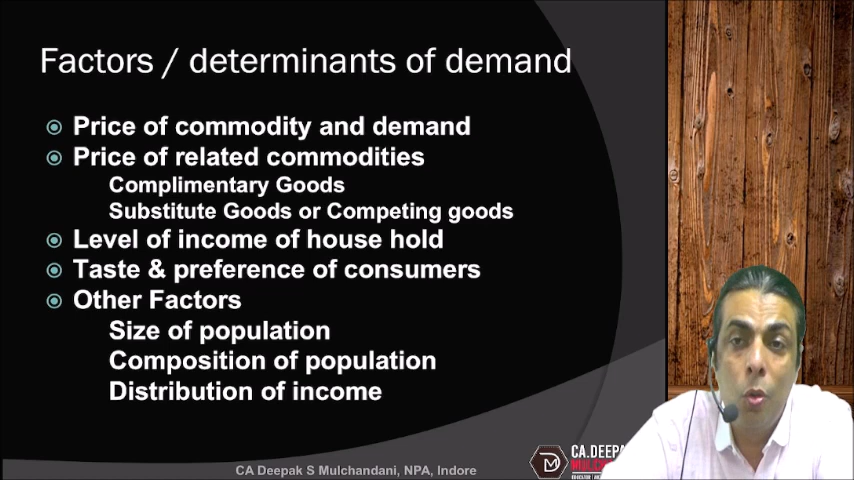 Factors / determinants of demand
Price of commodity and demand
Price of related commodities
Complimentary Goods
Substitute Goods or Competing goods
Level of income of house hold
Taste & preference of consumers
Other Factors
Size of population
Composition of population
Distribution of income
CA Deepak S Mulchandani, NPA, Indore
CA.DEEPA